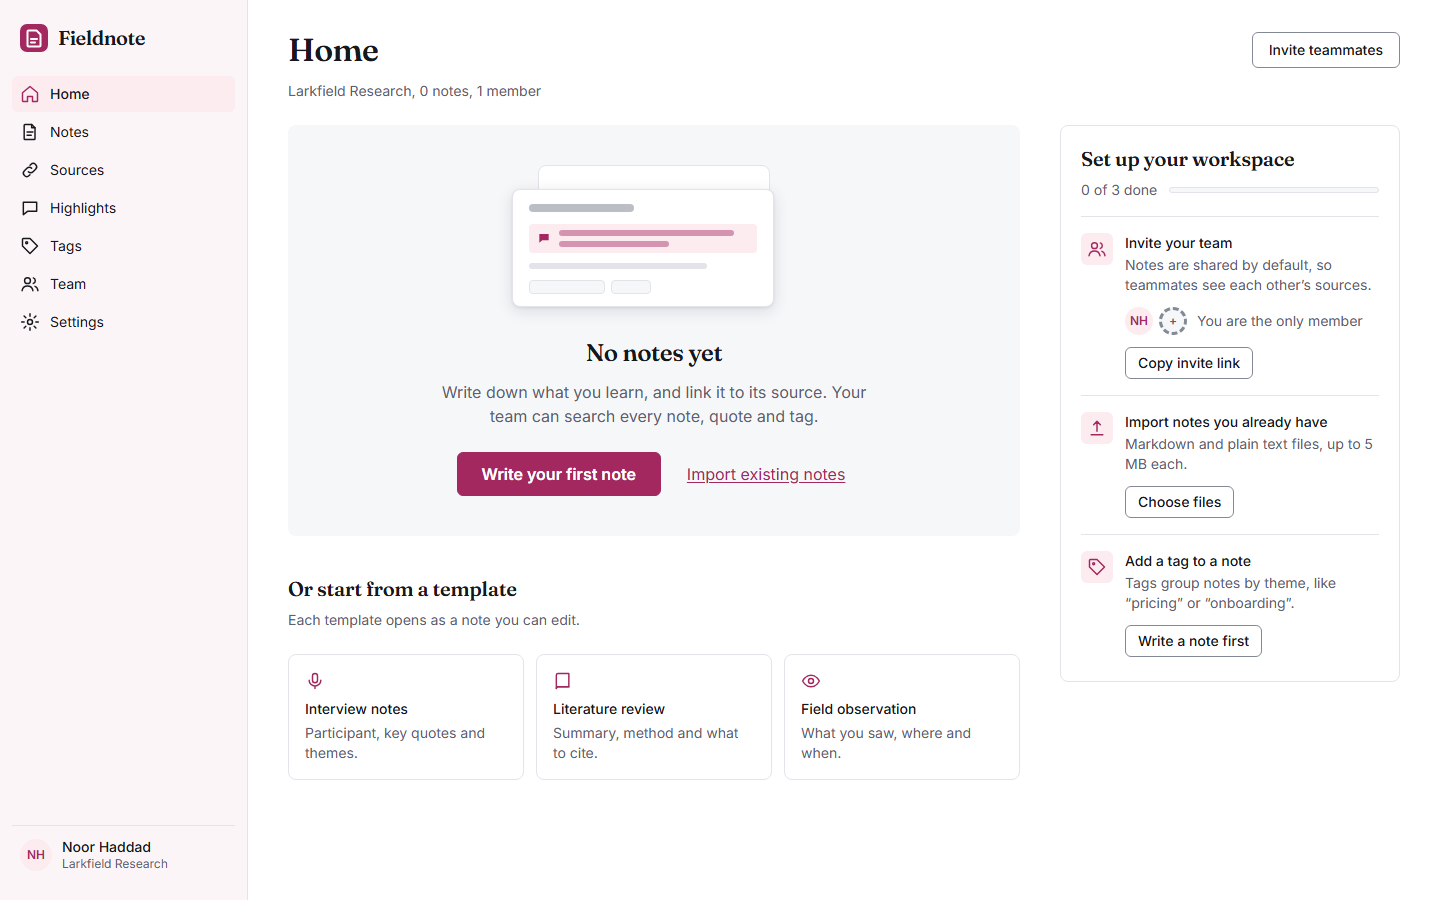 Fieldnote
Home
Notes
Sources
Highlights
Tags
Team
Settings
NH
Noor Haddad
Larkfield Research
Home
Invite teammates
Larkfield Research, 0 notes, 1 member
No notes yet
Write down what you learn, and link it to its source. Your
team can search every note, quote and tag.
Write your first note
Import existing notes
Or start from a template
Each template opens as a note you can edit.
Interview notes
Participant, key quotes and
themes.
Literature review
Summary, method and what
to cite.
Field observation
What you saw, where and
when.
Set up your workspace
0 of 3 done
Invite your team
Notes are shared by default, so
teammates see each other’s sources.
NH + You are the only member
Copy invite link
Import notes you already have
Markdown and plain text files, up to 5
MB each.
Choose files
Add a tag to a note
Tags group notes by theme, like
“pricing” or “onboarding”.
Write a note first